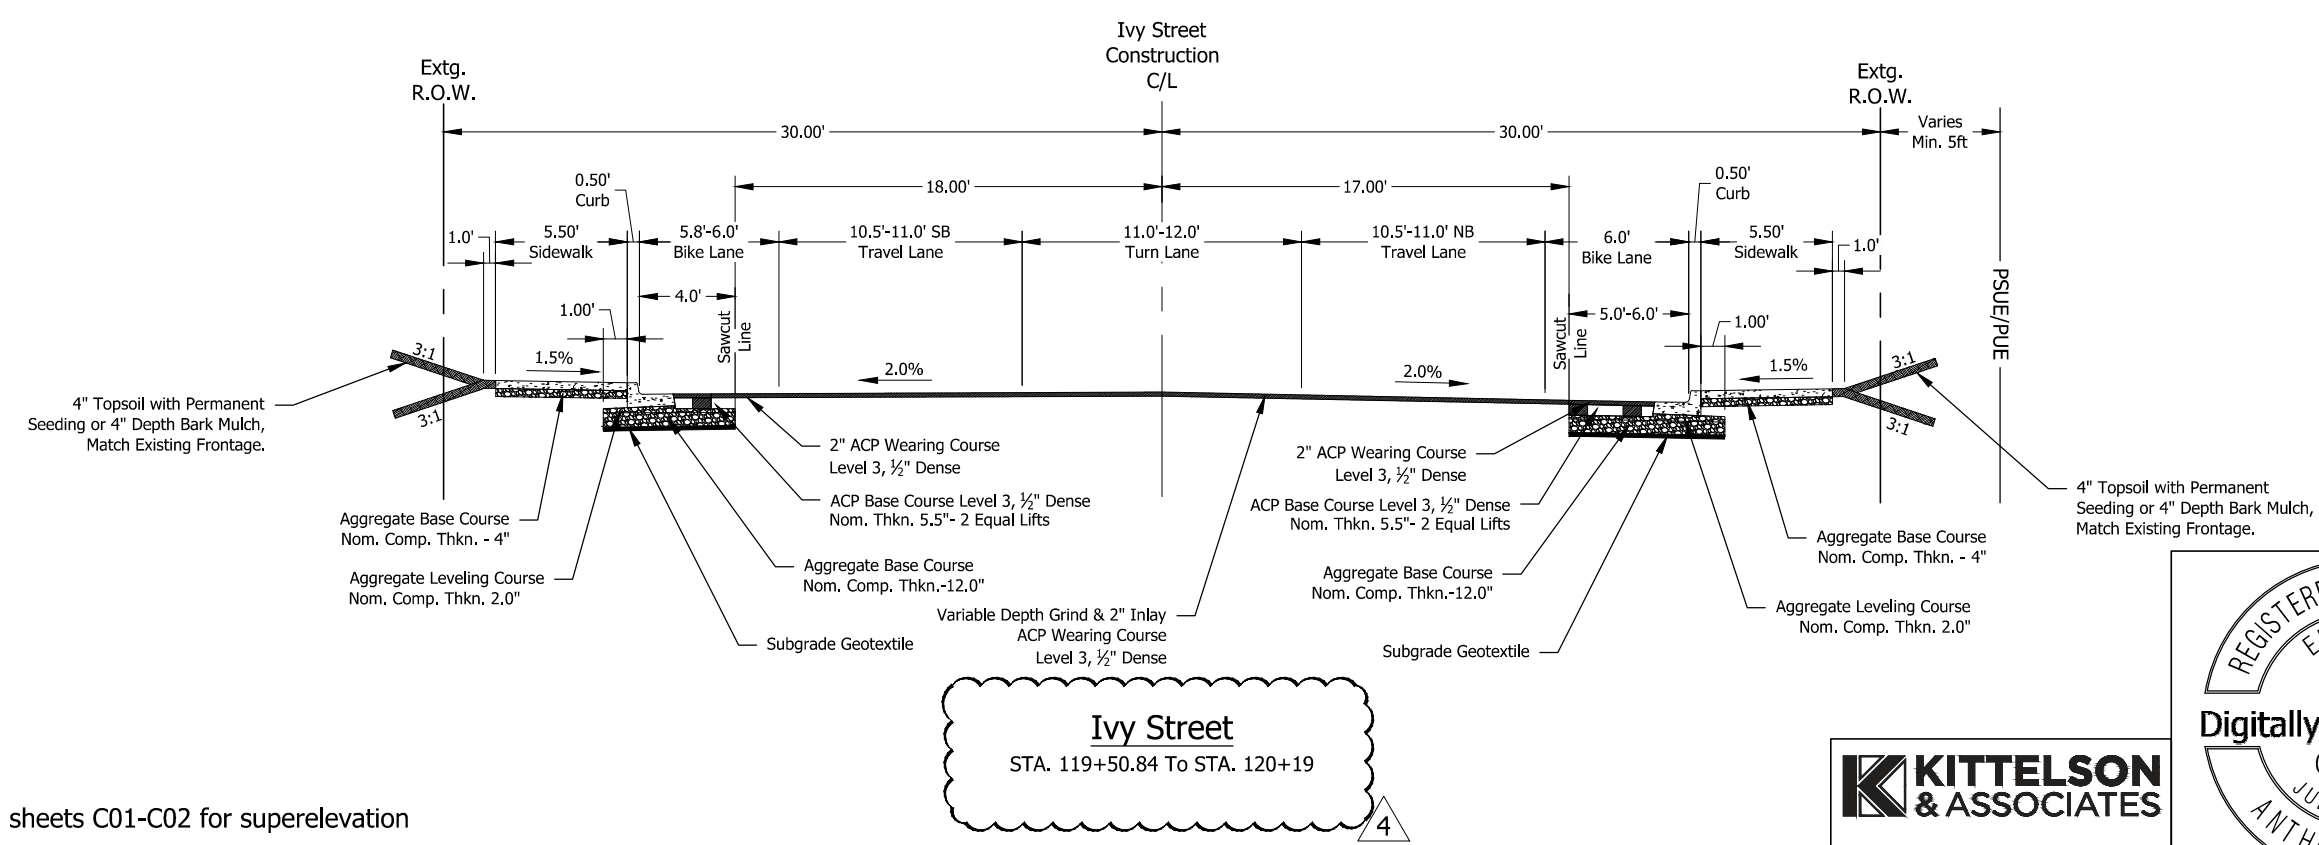 Ivy Street
Construction
C/L
Extg.
R.O.W.
Extg.
R.O.W.
30.00'
30.00'
Varies
Min. 5ft
0.50'
Curb
18.00'
17.00'
0.50'
Curb
1.0'
5.50'
Sidewalk
5.8'-6.0'
Bike Lane
10.5'-11.0' SB
Travel Lane
11.0'-12.0'
Turn Lane
10.5'-11.0' NB
Travel Lane
6.0'
Bike Lane
5.50'
Sidewalk
1.0'
4.0'
1.00'
Sawcut
Line
Sawcut
Line
5.0'-6.0'
1.00'
PSUE/PUE
3:1
3:1
1.5%
2.0%
2.0%
1.5%
3:1
3:1
4" Topsoil with Permanent
Seeding or 4" Depth Bark Mulch,
Match Existing Frontage.
Aggregate Base Course
Nom. Comp. Thkn. - 4"
Aggregate Leveling Course
Nom. Comp. Thkn. 2.0"
2" ACP Wearing Course
Level 3, ½" Dense
ACP Base Course Level 3, ½" Dense
Nom. Thkn. 5.5"- 2 Equal Lifts
Aggregate Base Course
Nom. Comp. Thkn.-12.0"
Subgrade Geotextile
Variable Depth Grind & 2" Inlay
ACP Wearing Course
Level 3, ½" Dense
2" ACP Wearing Course
Level 3, ½" Dense
ACP Base Course Level 3, ½" Dense
Nom. Thkn. 5.5"- 2 Equal Lifts
Aggregate Base Course
Nom. Comp. Thkn.-12.0"
Subgrade Geotextile
4" Topsoil with Permanent
Seeding or 4" Depth Bark Mulch,
Match Existing Frontage.
Aggregate Base Course
Nom. Comp. Thkn. - 4"
Aggregate Leveling Course
Nom. Comp. Thkn. 2.0"
Ivy Street
STA. 119+50.84 To STA. 120+19
4
sheets C01-C02 for superelevation
KITTELSON
& ASSOCIATES
Digitally